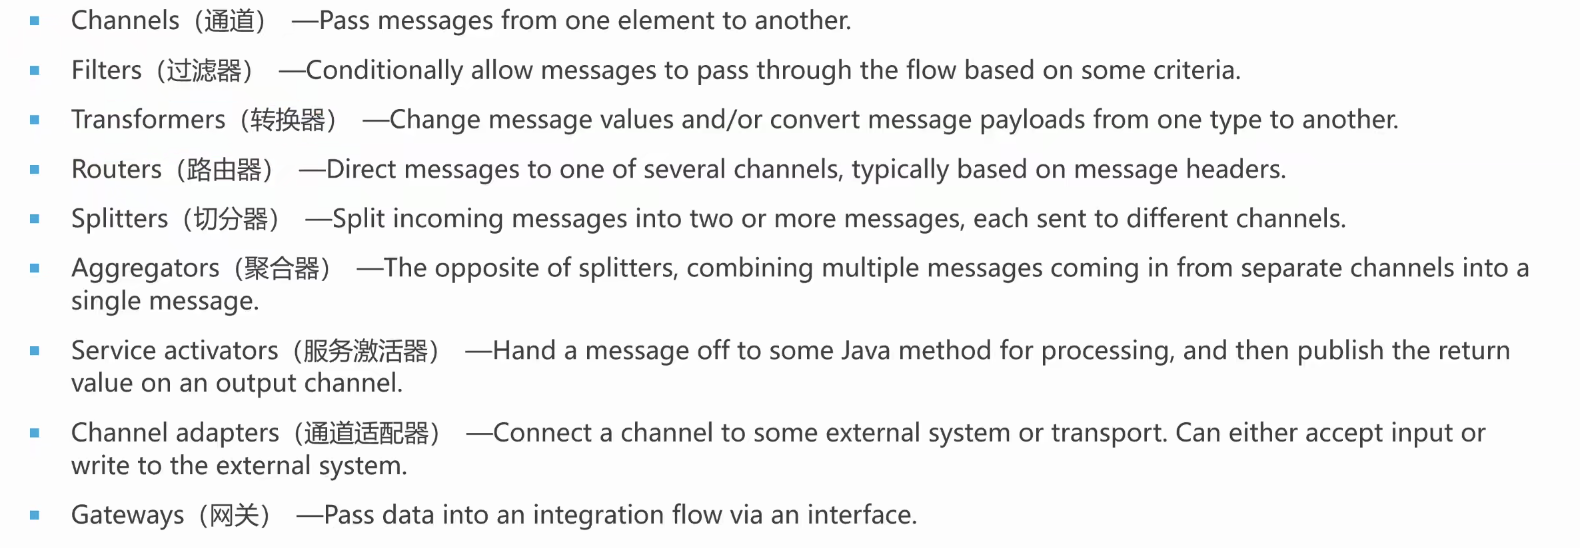 ▪ Channels（通道） —Pass messages from one element to another.
▪ Filters（过滤器） —Conditionally allow messages to pass through the flow based on some criteria.
▪ Transformers（转换器） —Change message values and/or convert message payloads from one type to another.
▪ Routers（路由器） —Direct messages to one of several channels, typically based on message headers.
▪ Splitters（切分器） —Split incoming messages into two or more messages, each sent to different channels.
▪ Aggregators（聚合器） —The opposite of splitters, combining multiple messages coming in from separate channels into a
single message.
▪ Service activators（服务激活器） —Hand a message off to some Java method for processing, and then publish the return
value on an output channel.
▪ Channel adapters（通道适配器） —Connect a channel to some external system or transport. Can either accept input or
write to the external system.
▪ Gateways（网关） —Pass data into an integration flow via an interface.